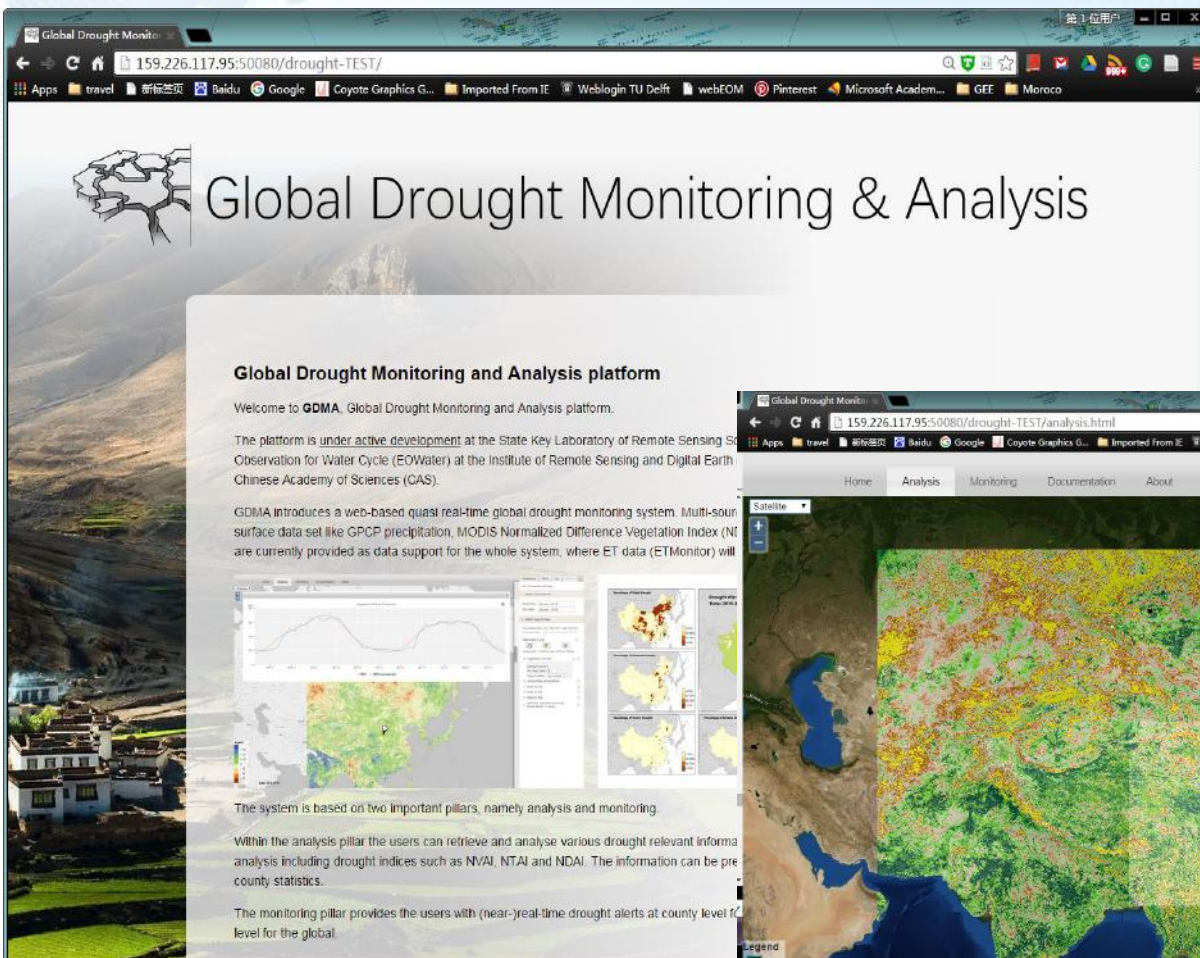 第 1 位用户
Global Drought Monitor
159.226.117.95:50080/drought-TEST/
999+
Apps travel 新标签页 Baidu Google Coyote Graphics G... Imported From IE Weblogin TU Delft webEOM Pinterest Microsoft Academ... GEE Moroco
Global Drought Monitoring & Analysis
Global Drought Monitoring and Analysis platform
Welcome to GDMA, Global Drought Monitoring and Analysis platform.
The platform is under active development at the State Key Laboratory of Remote Sensing Sc
Observation for Water Cycle (EOWater) at the Institute of Remote Sensing and Digital Earth
Chinese Academy of Sciences (CAS).
GDMA introduces a web-based quasi real-time global drought monitoring system. Multi-sour
surface data set like GPCP precipitation, MODIS Normalized Difference Vegetation Index (ND
are currently provided as data support for the whole system, where ET data (ETMonitor) will
The system is based on two important pillars, namely analysis and monitoring.
Within the analysis pillar the users can retrieve and analyse various drought relevant informa
analysis including drought indices such as NVAI, NTAI and NDAI. The information can be pre
county statistics.
The monitoring pillar provides the users with (near-)real-time drought alerts at county level fo
level for the global.
Global Drought Monitor
159.226.117.95:50080/drought-TEST/analysis.html
Apps travel 新标签页 Baidu Google Coyote Graphics G... Imported From IE
Home Analysis Monitoring Documentation About
Satellite
+
−
Legend